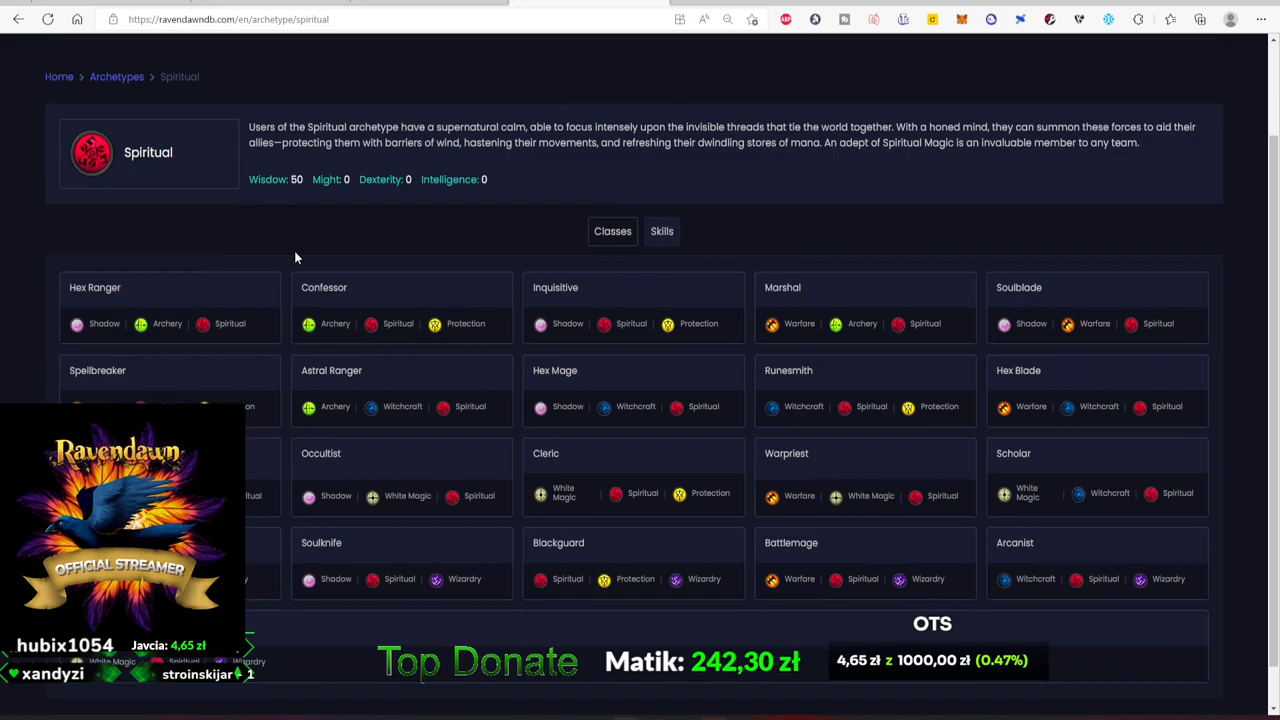 https://ravendawndb.com/en/archetype/spiritual
Home > Archetypes > Spiritual
Spiritual
Users of the Spiritual archetype have a supernatural calm, able to focus intensely upon the invisible threads that tie the world together. With a honed mind, they can summon these forces to aid their
allies—protecting them with barriers of wind, hastening their movements, and refreshing their dwindling stores of mana. An adept of Spiritual Magic is an invaluable member to any team.
Wisdow: 50 Might: 0 Dexterity: 0 Intelligence: 0
Classes Skills
Hex Ranger
Shadow Archery Spiritual
Confessor
Archery Spiritual Protection
Inquisitive
Shadow Spiritual Protection
Marshal
Warfare Archery Spiritual
Soulblade
Shadow Warfare Spiritual
Spellbreaker
Astral Ranger
Archery Witchcraft Spiritual
Hex Mage
Shadow Witchcraft Spiritual
Runesmith
Witchcraft Spiritual Protection
Hex Blade
Warfare Witchcraft Spiritual
Occultist
Shadow White Magic Spiritual
Cleric
White
Magic Spiritual Protection
Warpriest
Warfare White Magic Spiritual
Scholar
White
Magic Witchcraft Spiritual
Soulknife
Shadow Spiritual Wizardry
Blackguard
Spiritual Protection Wizardry
Battlemage
Warfare Spiritual Wizardry
Arcanist
Witchcraft Spiritual Wizardry
White Magic Spiritual Wizardry
RAVENDAWN
OFFICIAL STREAMER
hubix1054 Javcia: 4,65 zł
xandyzi stroinskijar - 1
Top Donate Matik: 242,30 zł
OTS
4,65 zł z 1000,00 zł (0.47%)